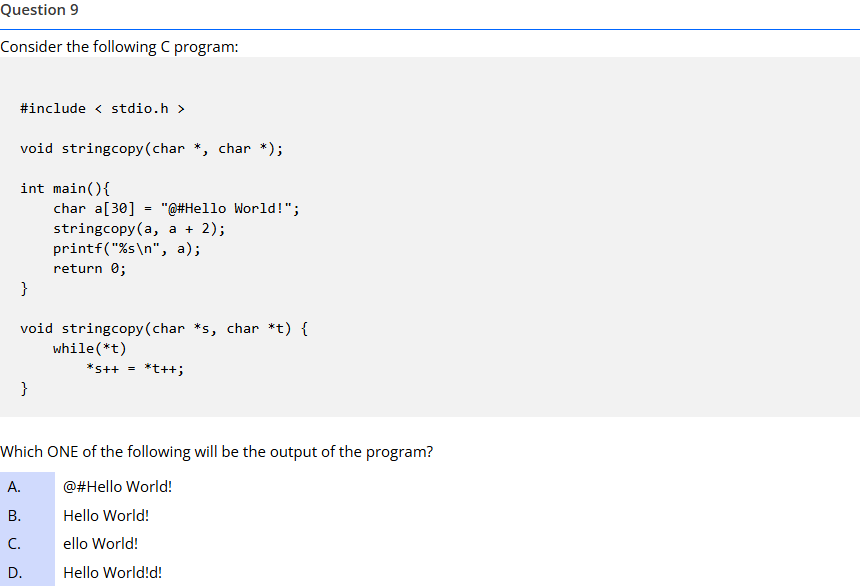 Question 9
Consider the following C program:
#include < stdio.h >
void stringcopy(char *, char *);
int main(){
    char a[30] = "@#Hello World!";
    stringcopy(a, a + 2);
    printf("%s\n", a);
    return 0;
}
void stringcopy(char *s, char *t) {
    while(*t)
        *s++ = *t++;
}
Which ONE of the following will be the output of the program?
A. @#Hello World!
B. Hello World!
C. ello World!
D. Hello World!d!